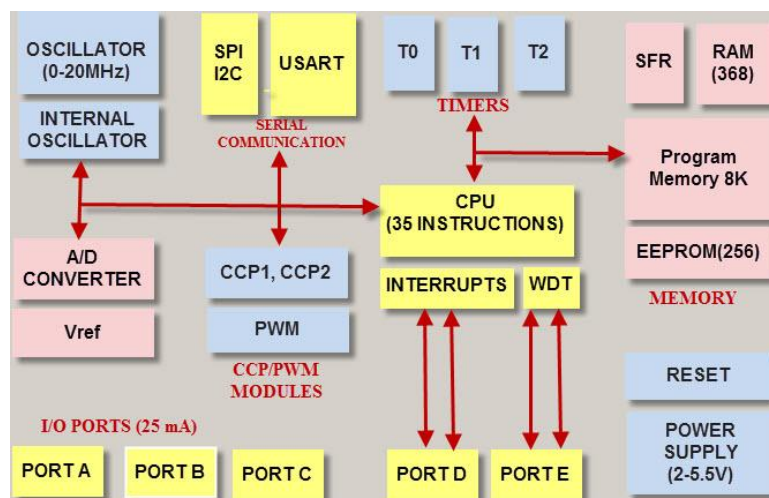 OSCILLATOR
(0-20MHz)
INTERNAL
OSCILLATOR
SPI
I2C
USART
SERIAL
COMMUNICATION
T0
T1
T2
TIMERS
SFR
RAM
(368)
Program
Memory 8K
EEPROM(256)
MEMORY
CPU
(35 INSTRUCTIONS)
A/D
CONVERTER
Vref
CCP1, CCP2
PWM
CCP/PWM
MODULES
INTERRUPTS
WDT
RESET
POWER
SUPPLY
(2-5.5V)
I/O PORTS (25 mA)
PORT A
PORT B
PORT C
PORT D
PORT E